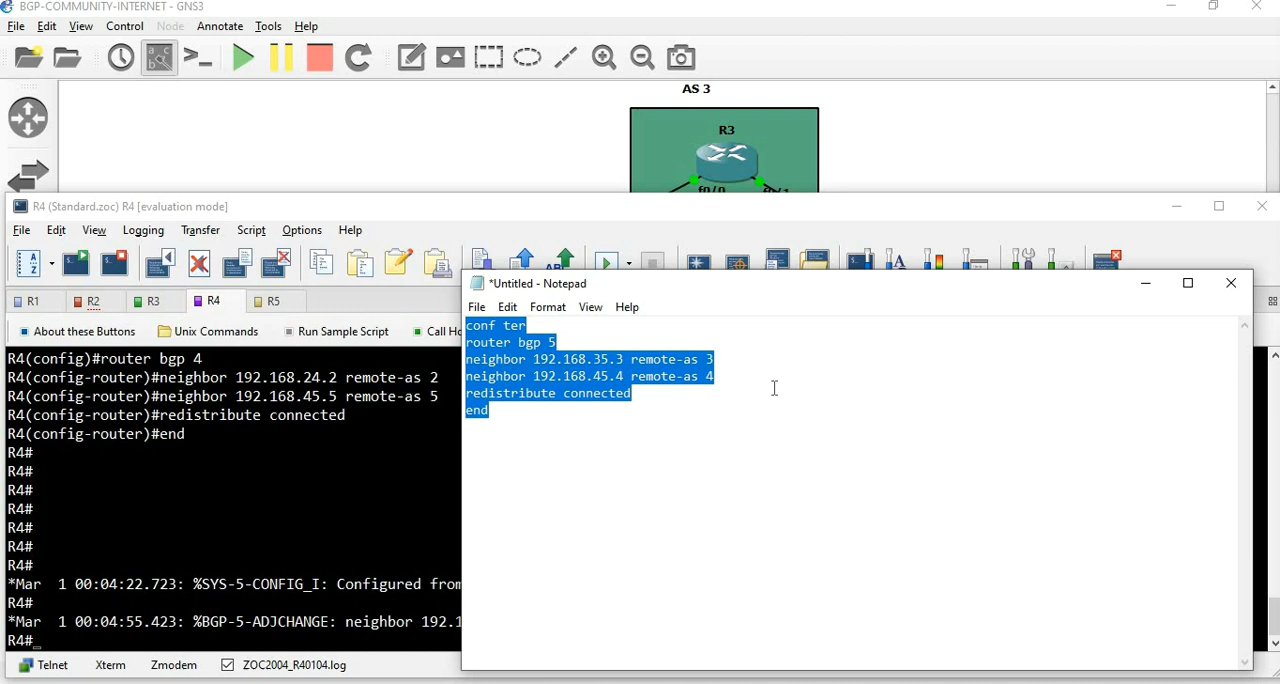 BGP-COMMUNITY-INTERNET - GNS3
File Edit View Control Node Annotate Tools Help
AS 3
R3
f0/0
R4 (Standard.zoc) R4 [evaluation mode]
File Edit View Logging Transfer Script Options Help
R1 R2 R3 R4 R5
About these Buttons Unix Commands Run Sample Script Call Ho
R4(config)#router bgp 4
R4(config-router)#neighbor 192.168.24.2 remote-as 2
R4(config-router)#neighbor 192.168.45.5 remote-as 5
R4(config-router)#redistribute connected
R4(config-router)#end
R4#
R4#
R4#
R4#
R4#
R4#
R4#
*Mar  1 00:04:22.723: %SYS-5-CONFIG_I: Configured from
R4#
*Mar  1 00:04:55.423: %BGP-5-ADJCHANGE: neighbor 192.1
R4#_
Telnet Xterm Zmodem ZOC2004_R40104.log
*Untitled - Notepad
File Edit Format View Help
conf ter
router bgp 5
neighbor 192.168.35.3 remote-as 3
neighbor 192.168.45.4 remote-as 4
redistribute connected
end